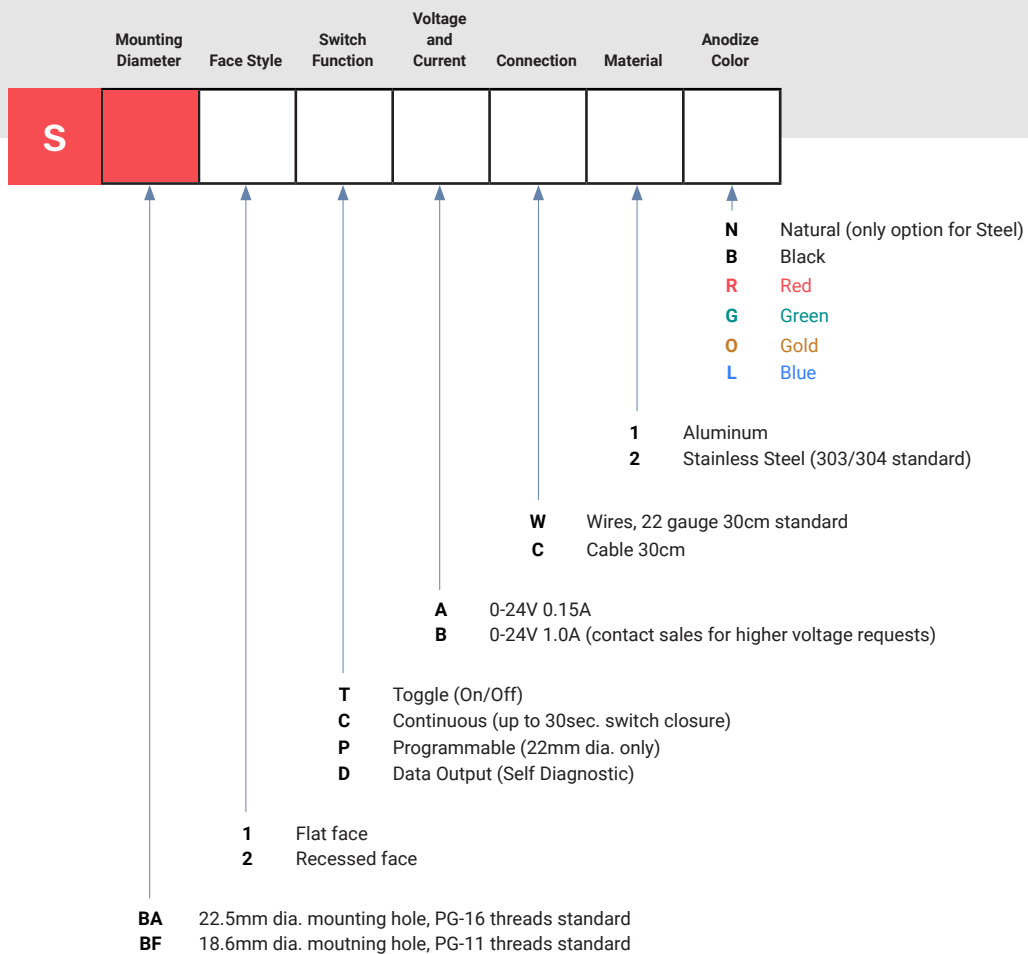 Mounting Diameter
Face Style
Switch Function
Voltage and Current
Connection
Material
Anodize Color
S
N Natural (only option for Steel)
B Black
R Red
G Green
O Gold
L Blue
1 Aluminum
2 Stainless Steel (303/304 standard)
W Wires, 22 gauge 30cm standard
C Cable 30cm
A 0-24V 0.15A
B 0-24V 1.0A (contact sales for higher voltage requests)
T Toggle (On/Off)
C Continuous (up to 30sec. switch closure)
P Programmable (22mm dia. only)
D Data Output (Self Diagnostic)
1 Flat face
2 Recessed face
BA 22.5mm dia. mounting hole, PG-16 threads standard
BF 18.6mm dia. moutning hole, PG-11 threads standard